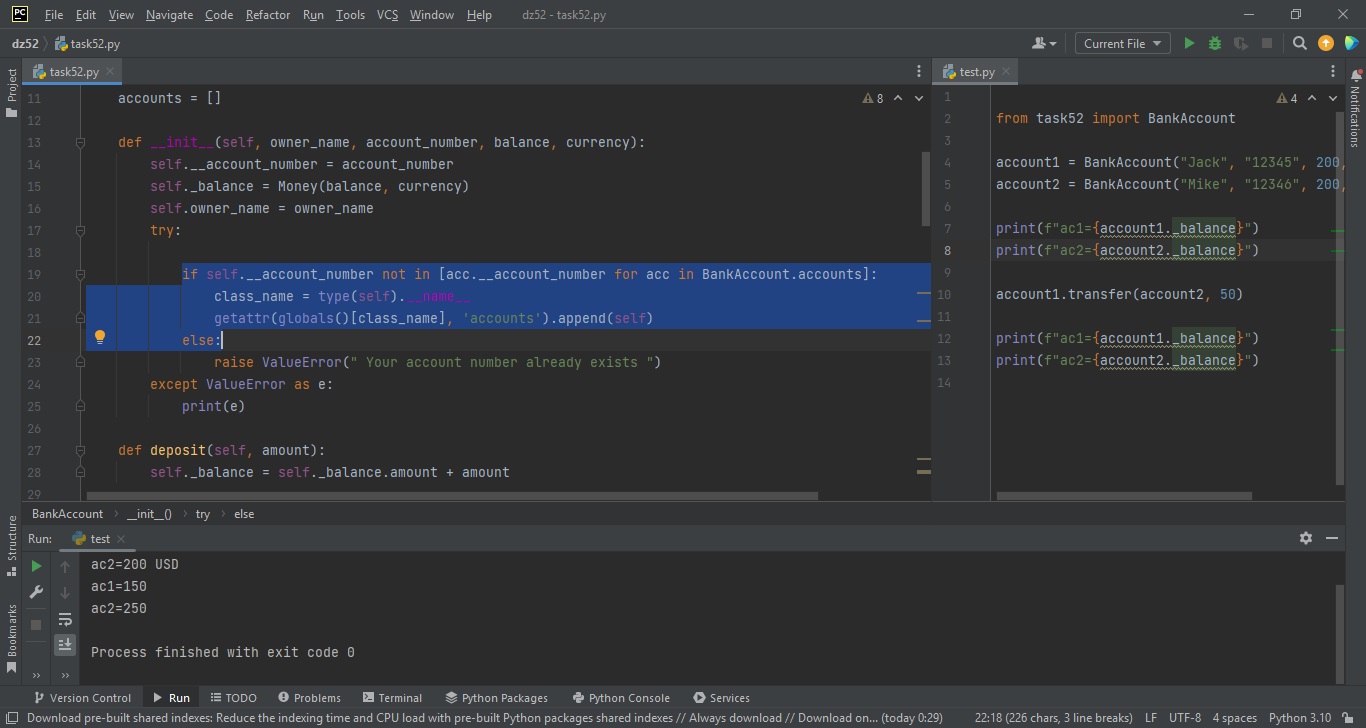 PC File Edit View Navigate Code Refactor Run Tools VCS Window Help dz52 - task52.py
dz52 task52.py Current File
Project
task52.py
test.py
Notifications
8
4
11 accounts = []
12
13 def __init__(self, owner_name, account_number, balance, currency):
14 self.__account_number = account_number
15 self._balance = Money(balance, currency)
16 self.owner_name = owner_name
17 try:
18
19 if self.__account_number not in [acc.__account_number for acc in BankAccount.accounts]:
20 class_name = type(self).__name__
21 getattr(globals()[class_name], 'accounts').append(self)
22 else:
23 raise ValueError(" Your account number already exists ")
24 except ValueError as e:
25 print(e)
26
27 def deposit(self, amount):
28 self._balance = self._balance.amount + amount
29
1
2 from task52 import BankAccount
3
4 account1 = BankAccount("Jack", "12345", 200,
5 account2 = BankAccount("Mike", "12346", 200,
6
7 print(f"ac1={account1._balance}")
8 print(f"ac2={account2._balance}")
9
10 account1.transfer(account2, 50)
11
12 print(f"ac1={account1._balance}")
13 print(f"ac2={account2._balance}")
14
BankAccount __init__() try else
Structure
Bookmarks
Run: test
ac2=200 USD
ac1=150
ac2=250
Process finished with exit code 0
Version Control Run TODO Problems Terminal Python Packages Python Console Services
Download pre-built shared indexes: Reduce the indexing time and CPU load with pre-built Python packages shared indexes // Always download // Download on... (today 0:29) 22:18 (226 chars, 3 line breaks) LF UTF-8 4 spaces Python 3.10